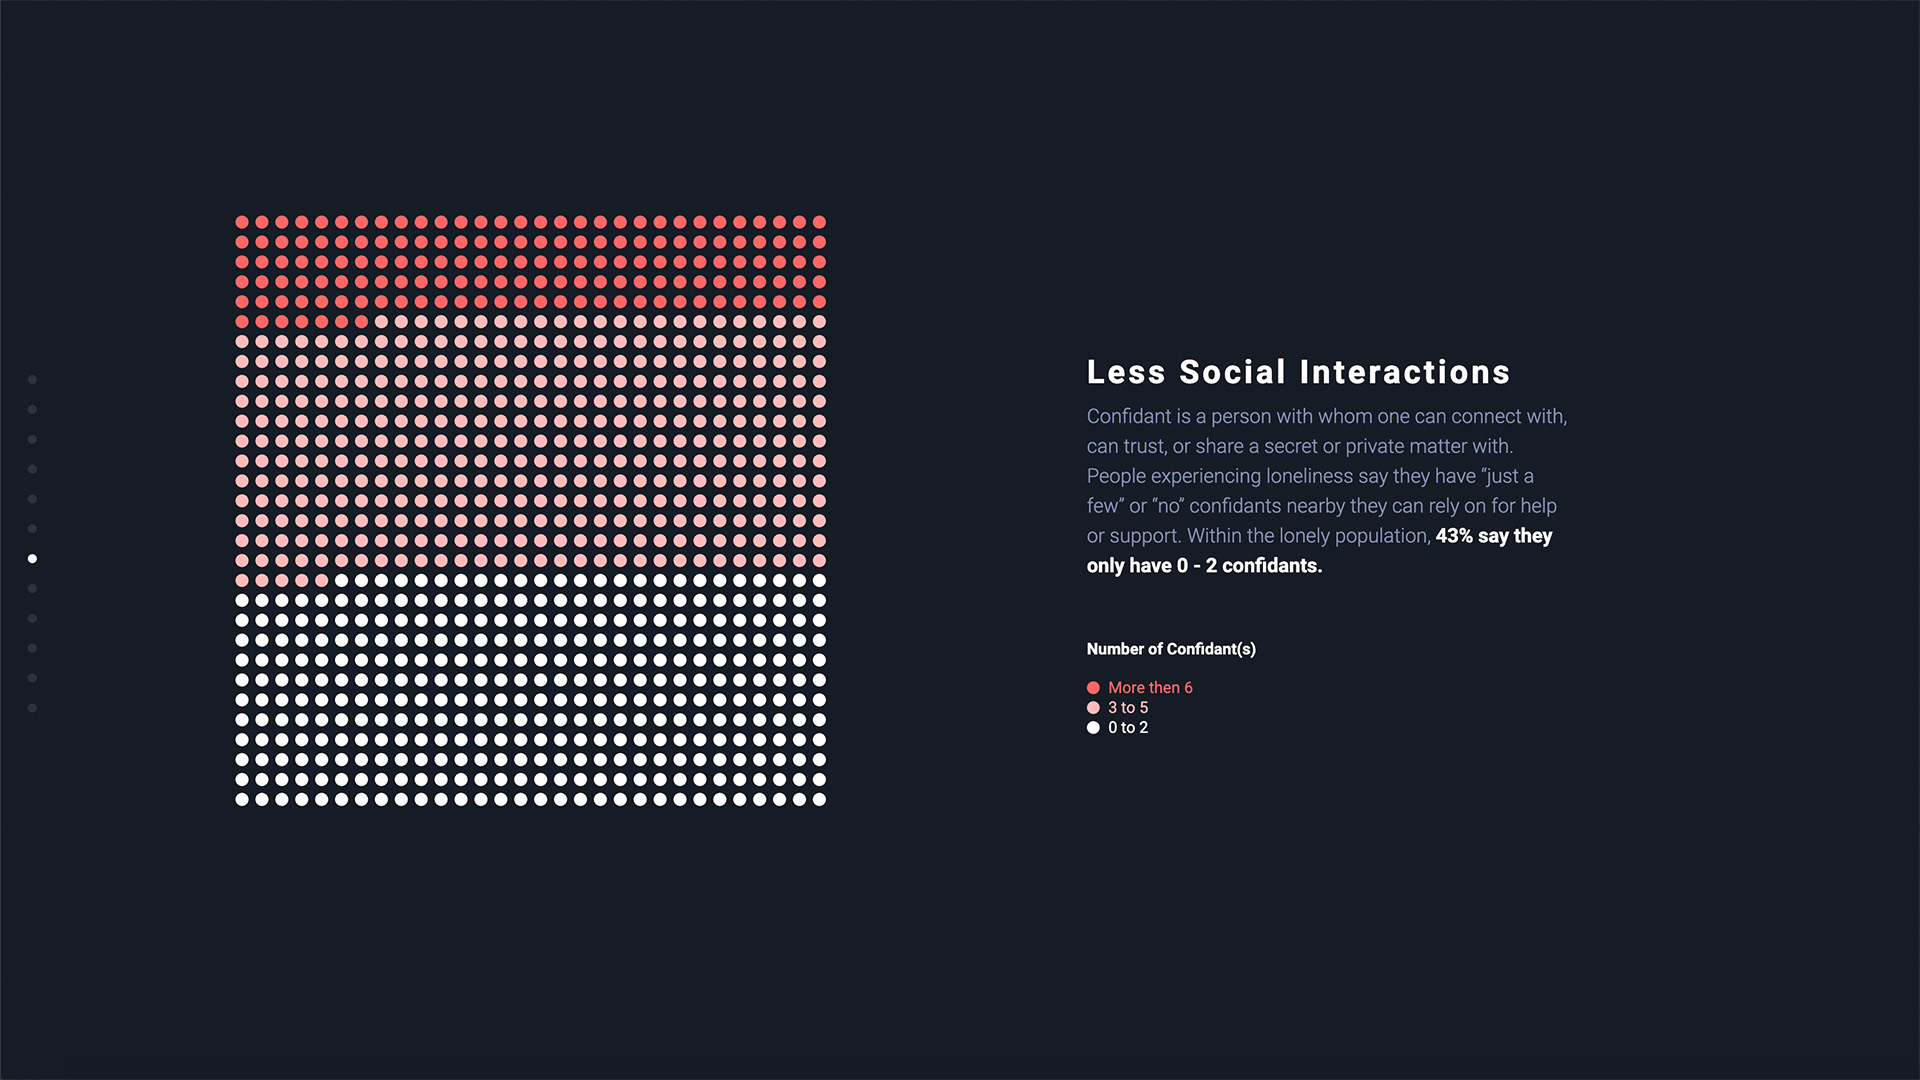 Less Social Interactions
Confidant is a person with whom one can connect with,
can trust, or share a secret or private matter with.
People experiencing loneliness say they have “just a
few” or “no” confidants nearby they can rely on for help
or support. Within the lonely population, 43% say they
only have 0 - 2 confidants.
Number of Confidant(s)
More then 6
3 to 5
0 to 2